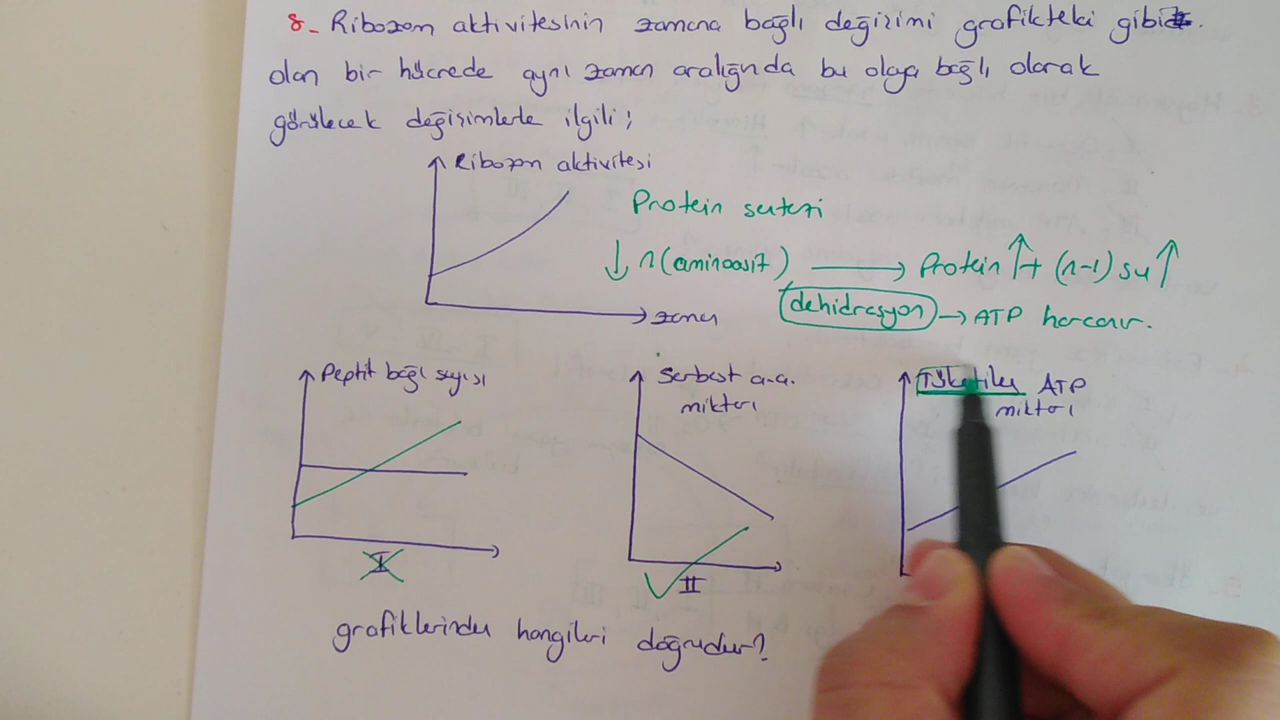 8- Ribozom aktivitesinin zamana bağlı değişimi grafikteki gibi
olan bir hücrede aynı zaman aralığında bu olaya bağlı olarak
görülecek değişimlerle ilgili;
Ribozom aktivitesi
Protein sentezi
↓ n(aminoasit) → Protein ↑ + (n-1) su ↑
dehidrasyon → ATP harcanır.
zaman
Peptit bağı sayısı
Serbest a.a.
miktarı
Tüketilen ATP
miktarı
I
II
grafiklerinden hangileri doğrudur?